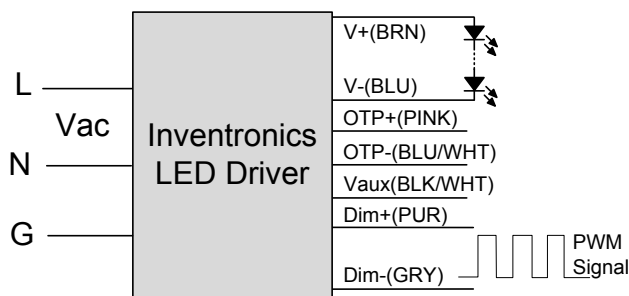 L
Vac
N
G
Inventronics
LED Driver
V+(BRN)
V-(BLU)
OTP+(PINK)
OTP-(BLU/WHT)
Vaux(BLK/WHT)
Dim+(PUR)
Dim-(GRY)
PWM
Signal